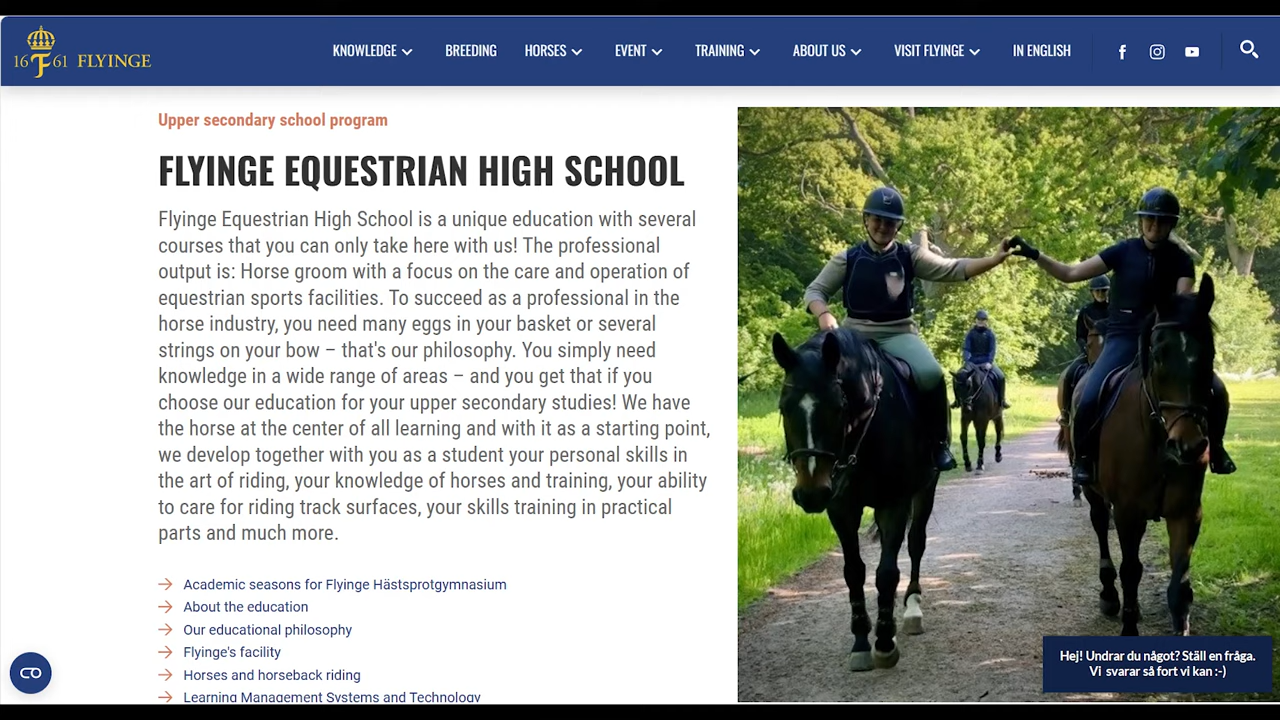 16 61 FLYINGE
KNOWLEDGE BREEDING HORSES EVENT TRAINING ABOUT US VISIT FLYINGE IN ENGLISH
Upper secondary school program
FLYINGE EQUESTRIAN HIGH SCHOOL
Flyinge Equestrian High School is a unique education with several
courses that you can only take here with us! The professional
output is: Horse groom with a focus on the care and operation of
equestrian sports facilities. To succeed as a professional in the
horse industry, you need many eggs in your basket or several
strings on your bow – that's our philosophy. You simply need
knowledge in a wide range of areas – and you get that if you
choose our education for your upper secondary studies! We have
the horse at the center of all learning and with it as a starting point,
we develop together with you as a student your personal skills in
the art of riding, your knowledge of horses and training, your ability
to care for riding track surfaces, your skills training in practical
parts and much more.
Academic seasons for Flyinge Hästsprotgymnasium
About the education
Our educational philosophy
Flyinge's facility
Horses and horseback riding
Learning Management Systems and Technology
Hej! Undrar du något? Ställ en fråga.
Vi svarar så fort vi kan :-)